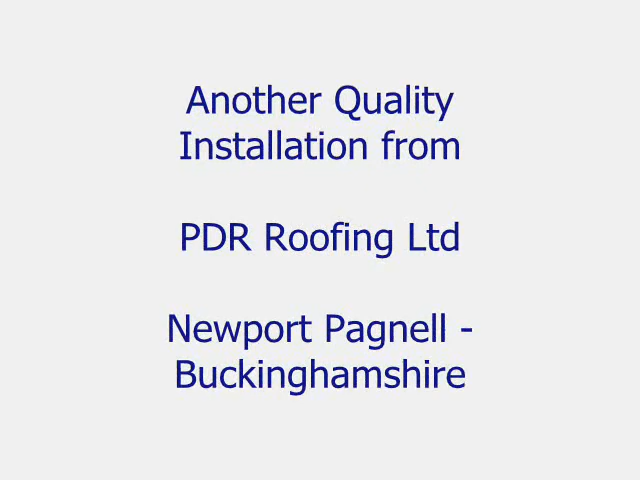 Another Quality
Installation from
PDR Roofing Ltd
Newport Pagnell -
Buckinghamshire